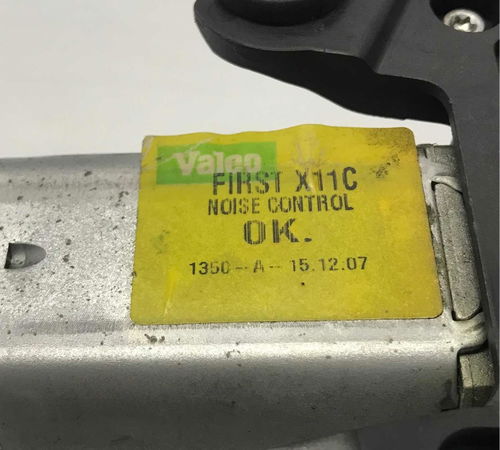 Valeo
FIRST X11C
NOISE CONTROL
OK.
1350-A-15.12.07